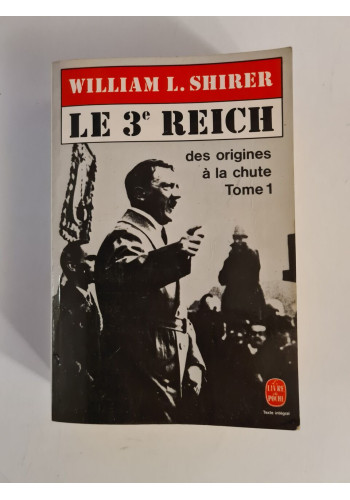 WILLIAM L. SHIRER
LE 3e REICH
des origines
à la chute
Tome 1
LE LIVRE
DE
POCHE
Texte intégral